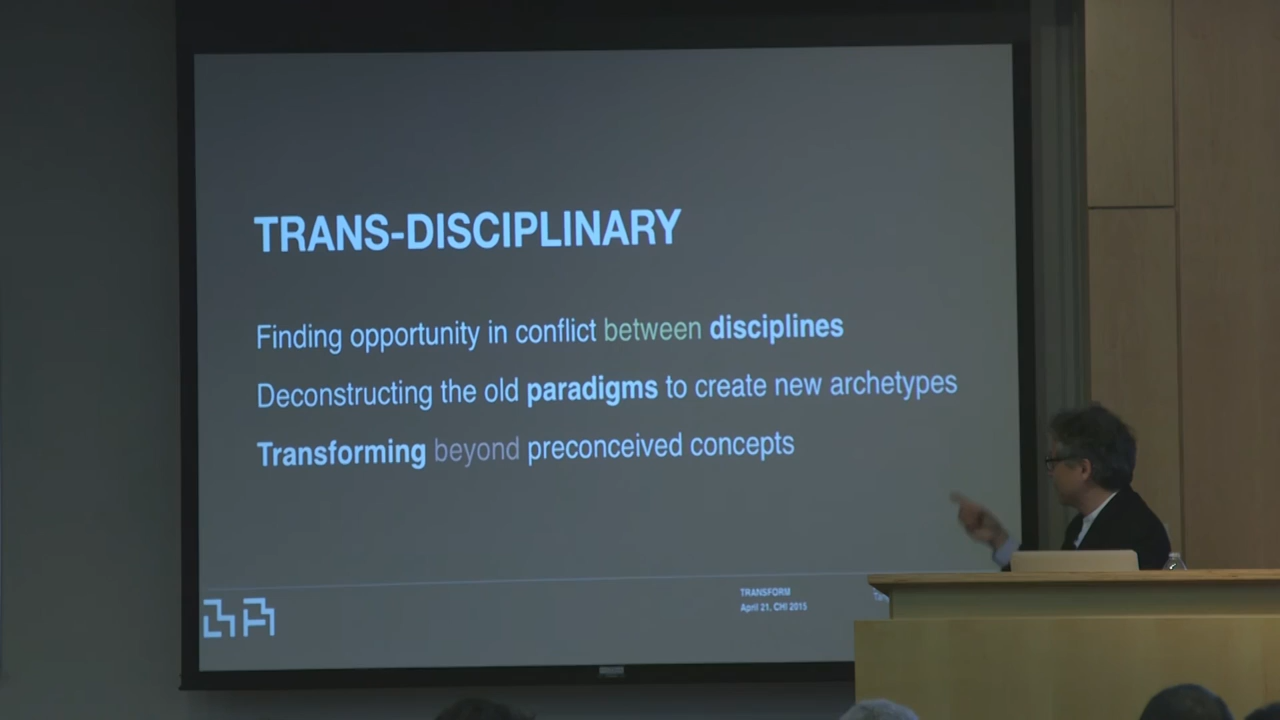 TRANS-DISCIPLINARY
Finding opportunity in conflict between disciplines
Deconstructing the old paradigms to create new archetypes
Transforming beyond preconceived concepts
TRANSFORM
April 21. CHI 2015